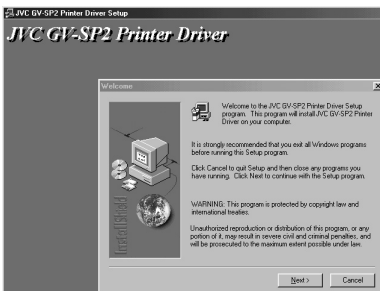 JVC GV-SP2 Printer Driver Setup
JVC GV-SP2 Printer Driver
Welcome
Welcome to the JVC GV-SP2 Printer Driver Setup
program. This program will install JVC GV-SP2 Printer
Driver on your computer.
It is strongly recommended that you exit all Windows programs
before running this Setup program.
Click Cancel to quit Setup and then close any programs you
have running. Click Next to continue with the Setup program.
WARNING: This program is protected by copyright law and
international treaties.
Unauthorized reproduction or distribution of this program, or any
portion of it, may result in severe civil and criminal penalties, and
will be prosecuted to the maximum extent possible under law.
InstallShield
Next >
Cancel